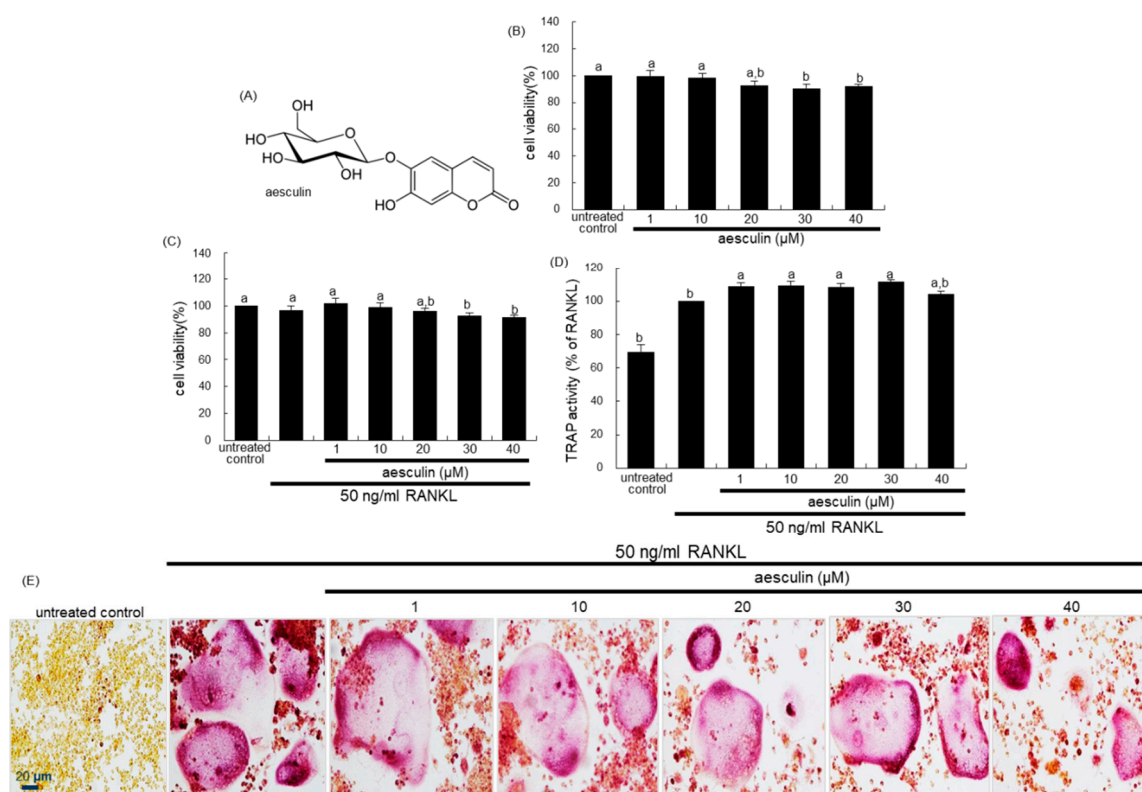 (A)
OH
HO
O
HO
OH
O
HO
O
O
aesculin
(B)
140
120
100
80
60
40
20
0
cell viability(%)
a
a
a
a,b
b
b
untreated
control
1
10
20
30
40
aesculin (μM)
(C)
140
120
100
80
60
40
20
0
cell viability(%)
a
a
a
a
a,b
b
b
untreated
control
1
10
20
30
40
aesculin (μM)
50 ng/ml RANKL
(D)
120
100
80
60
40
20
0
TRAP activity (% of RANKL)
b
b
a
a
a
a
a,b
untreated
control
1
10
20
30
40
aesculin (μM)
50 ng/ml RANKL
(E)
50 ng/ml RANKL
aesculin (μM)
untreated control
1
10
20
30
40
20 μm